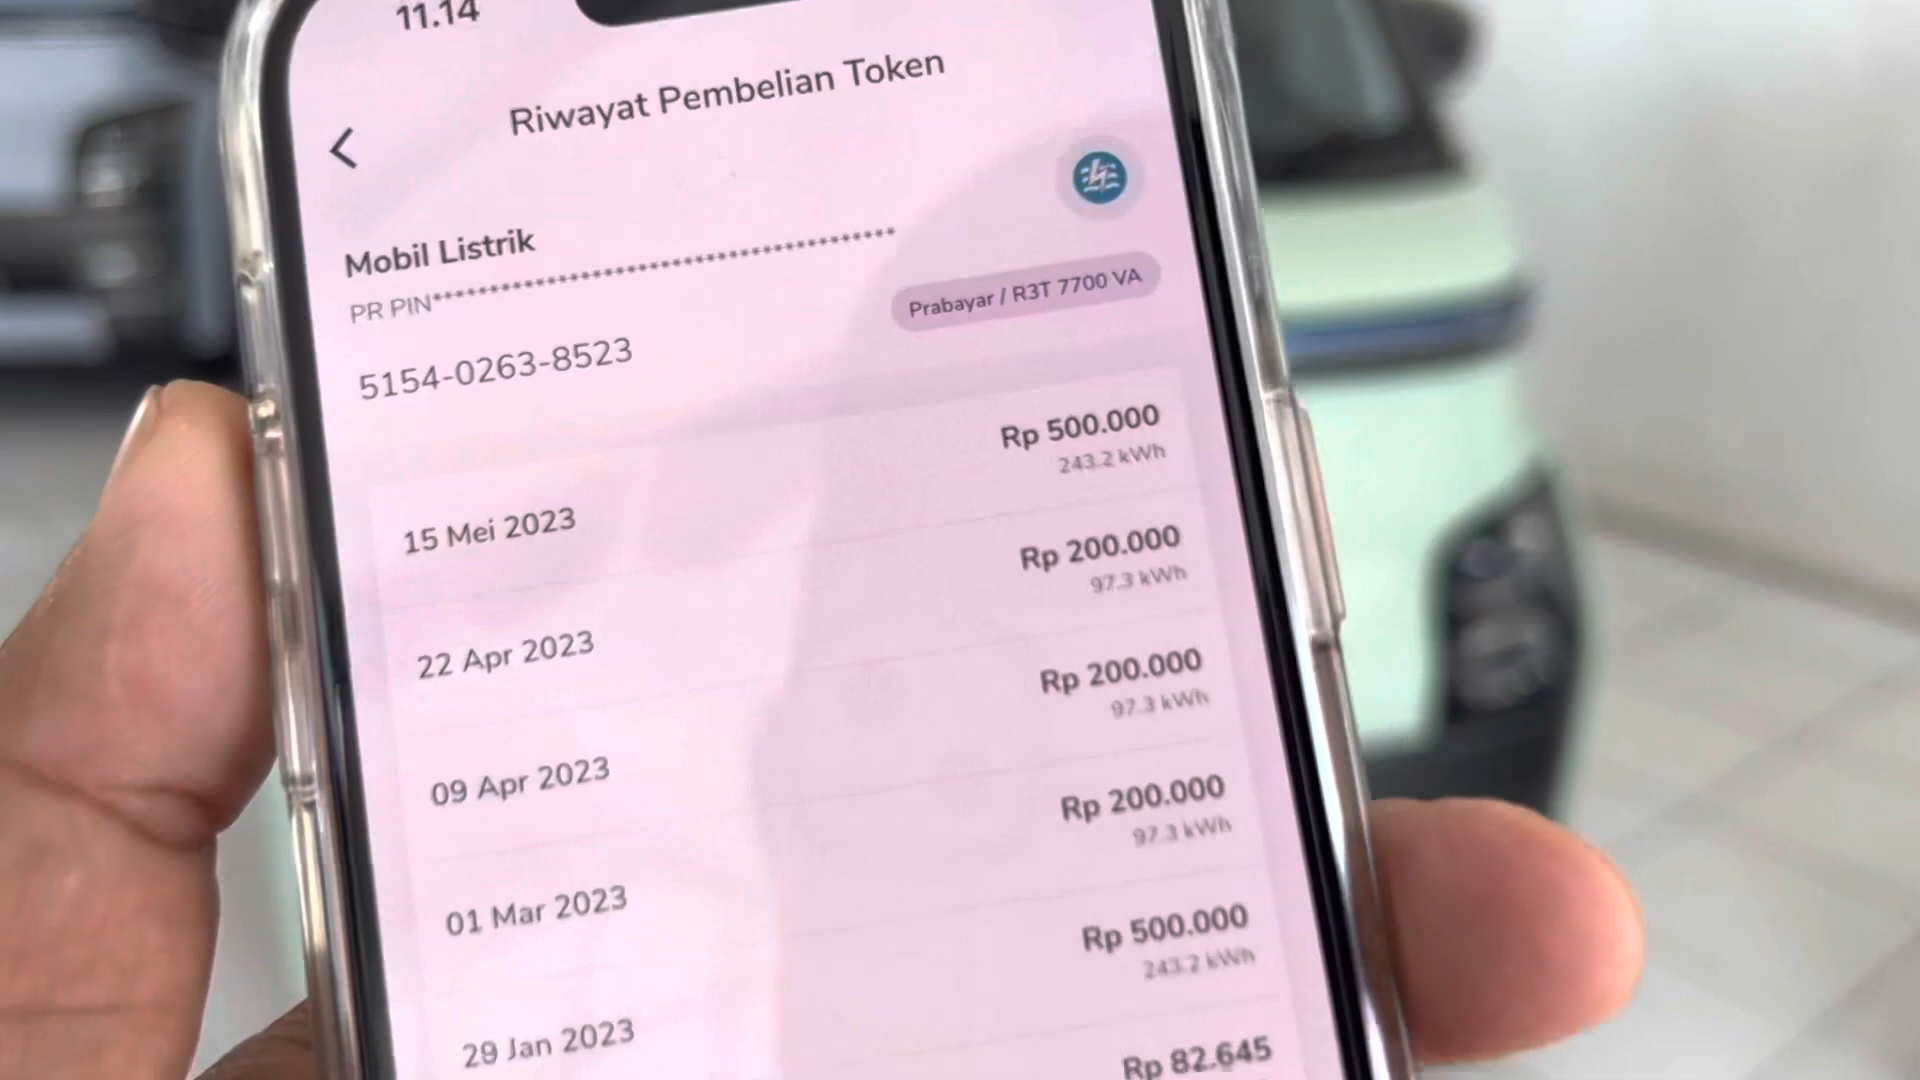 11.14
Riwayat Pembelian Token
Mobil Listrik
PR PIN*****************************************
Prabayar / R3T 7700 VA
5154-0263-8523
Rp 500.000
243.2 kWh
15 Mei 2023
Rp 200.000
97.3 kWh
22 Apr 2023
Rp 200.000
97.3 kWh
09 Apr 2023
Rp 200.000
97.3 kWh
01 Mar 2023
Rp 500.000
243.2 kWh
29 Jan 2023
Rp 82.645